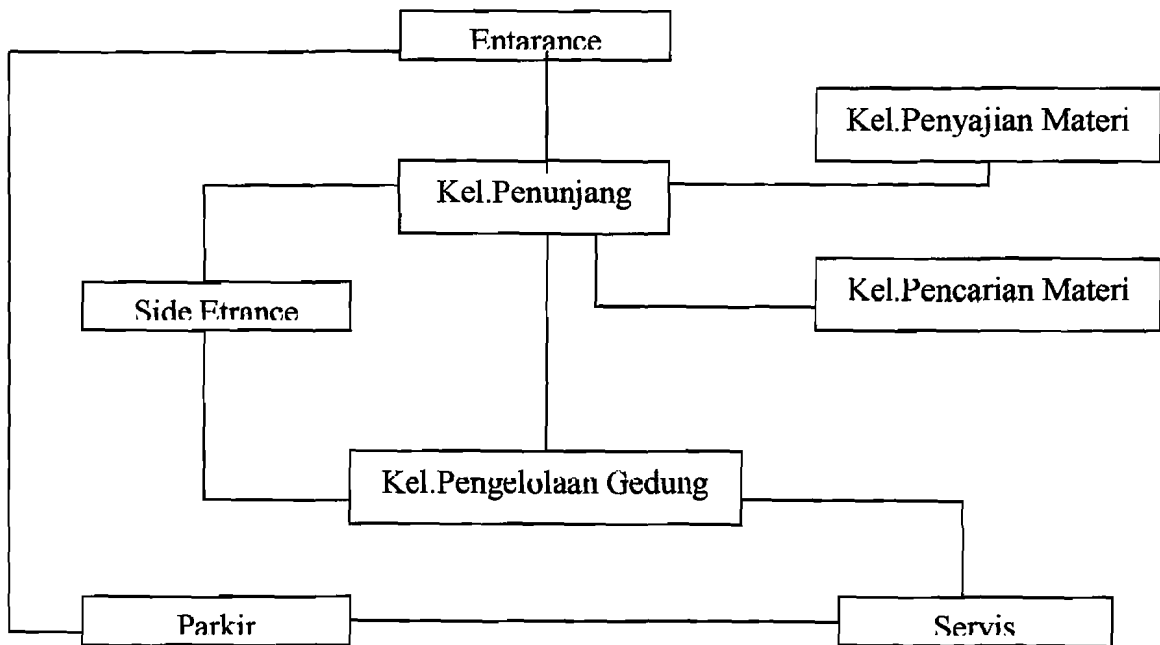 Entarance
Kel.Penyajian Materi
Kel.Penunjang
Kel.Pencarian Materi
Side Etrance
Kel.Pengelolaan Gedung
Parkir
Servis